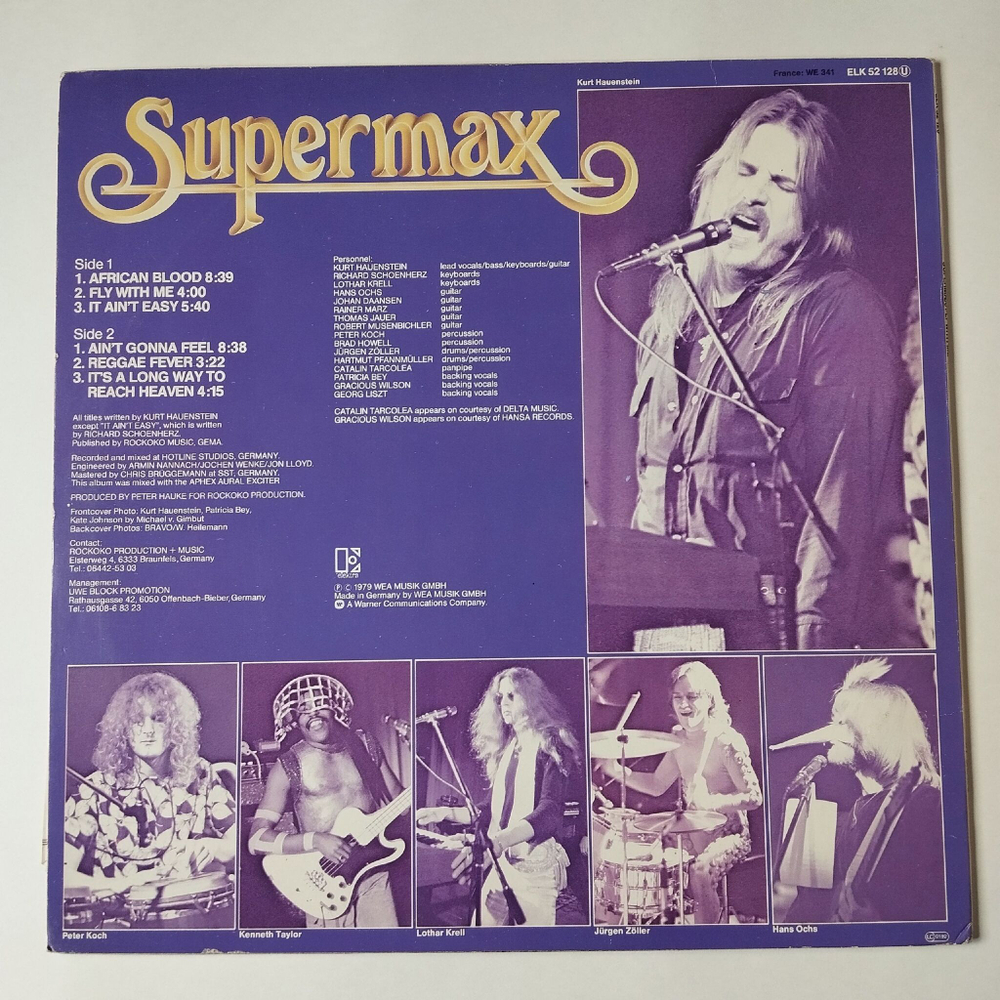 France: WE 341 ELK 52 128 Ⓤ
Kurt Hauenstein
Supermax
Side 1
1. AFRICAN BLOOD 8:39
2. FLY WITH ME 4:00
3. IT AIN'T EASY 5:40
Side 2
1. AIN'T GONNA FEEL 8:38
2. REGGAE FEVER 3:22
3. IT'S A LONG WAY TO
REACH HEAVEN 4:15
All titles written by KURT HAUENSTEIN
except "IT AIN'T EASY", which is written
by RICHARD SCHOENHERZ.
Published by ROCKOKO MUSIC, GEMA.
Recorded and mixed at HOTLINE STUDIOS, GERMANY.
Engineered by ARMIN NANNACH/JOCHEN WENKE/JON LLOYD.
Mastered by CHRIS BRÜGGEMANN at SST, GERMANY.
This album was mixed with the APHEX AURAL EXCITER
PRODUCED BY PETER HAUKE FOR ROCKOKO PRODUCTION.
Frontcover Photo: Kurt Hauenstein, Patricia Bey,
Kate Johnson by Michael v. Gimbut
Backcover Photos: BRAVO/W. Heilemann
Contact:
ROCKOKO PRODUCTION + MUSIC
Elsterweg 4, 6333 Braunfels, Germany
Tel.: 06442-53 03
Management:
UWE BLOCK PROMOTION
Rathausgasse 42, 6050 Offenbach-Bieber, Germany
Tel.: 06108-6 83 23
Personnel:
KURT HAUENSTEIN lead vocals/bass/keyboards/guitar
RICHARD SCHOENHERZ keyboards
LOTHAR KRELL keyboards
HANS OCHS guitar
JOHAN DAANSEN guitar
RAINER MARZ guitar
THOMAS JAUER guitar
ROBERT MUSENBICHLER guitar
PETER KOCH percussion
BRAD HOWELL percussion
JÜRGEN ZÖLLER drums/percussion
HARTMUT PFANNMÜLLER drums/percussion
CATALIN TARCOLEA panpipe
PATRICIA BEY backing vocals
GRACIOUS WILSON backing vocals
GEORG LISZT backing vocals
CATALIN TARCOLEA appears on courtesy of DELTA MUSIC.
GRACIOUS WILSON appears on courtesy of HANSA RECORDS.
elektra
Ⓟ © 1979 WEA MUSIK GMBH
Made in Germany by WEA MUSIK GMBH
A Warner Communications Company.
Peter Koch
Kenneth Taylor
Lothar Krell
Jürgen Zöller
Hans Ochs